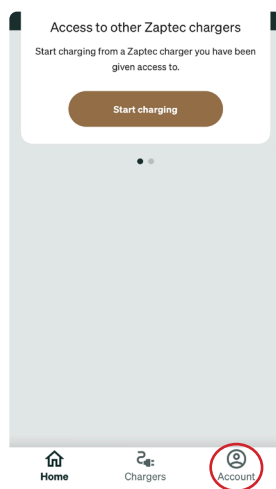 Access to other Zaptec chargers
Start charging from a Zaptec charger you have been
given access to.
Start charging
Home
Chargers
Account